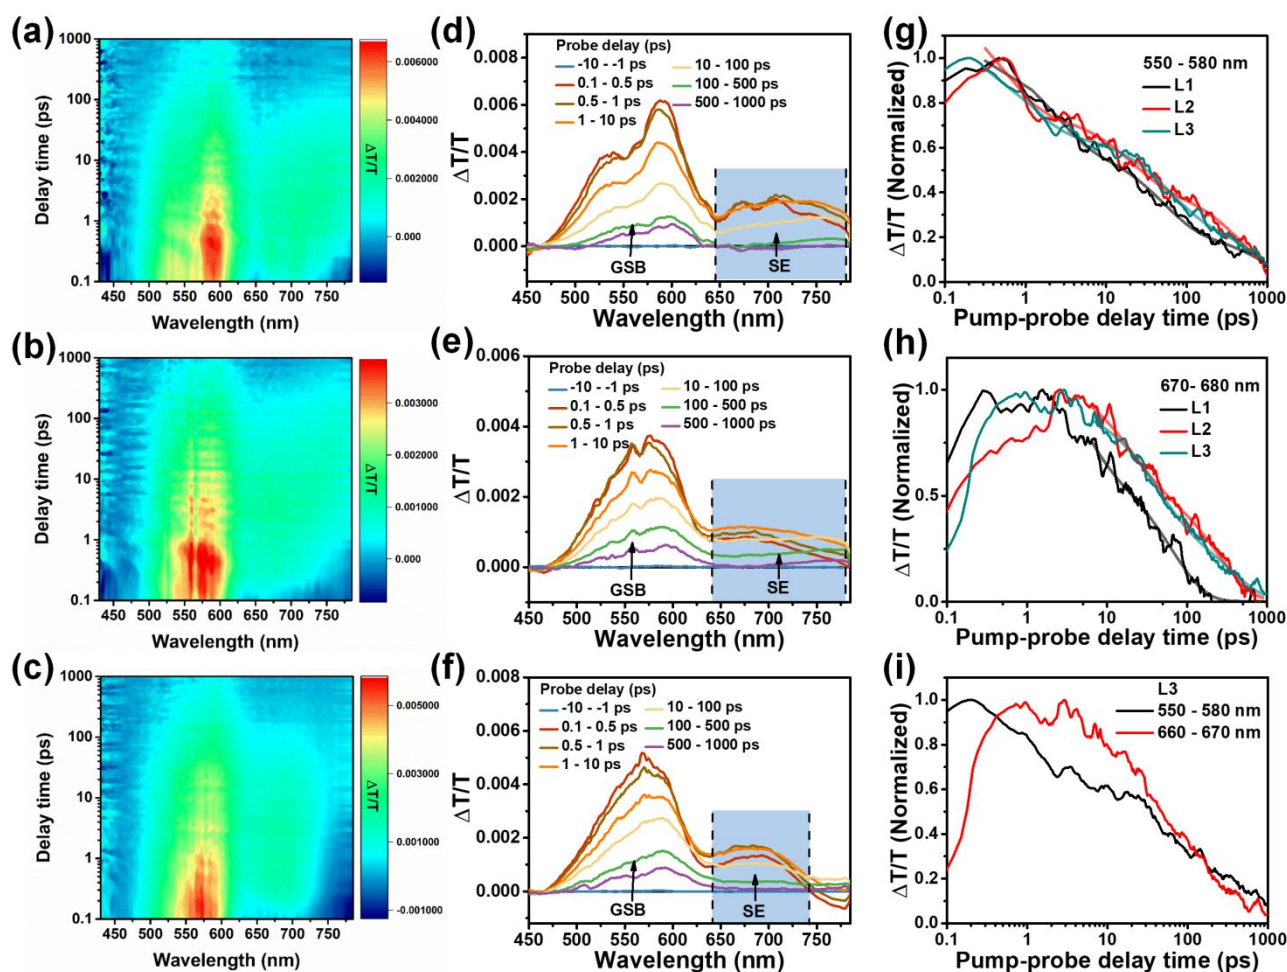 (a)
1000
100
10
1
0.1
Delay time (ps)
450 500 550 600 650 700 750
Wavelength (nm)
ΔT/T
0.006000
0.004000
0.002000
0.000
(d)
ΔT/T
0.008
0.006
0.004
0.002
0.000
Probe delay (ps)
-10 - -1 ps
0.1 - 0.5 ps
0.5 - 1 ps
1 - 10 ps
10 - 100 ps
100 - 500 ps
500 - 1000 ps
GSB
SE
450 500 550 600 650 700 750
Wavelength (nm)
(g)
ΔT/T (Normalized)
1.0
0.8
0.6
0.4
0.2
0.0
550 - 580 nm
L1
L2
L3
0.1 1 10 100 1000
Pump-probe delay time (ps)
(b)
1000
100
10
1
0.1
Delay time (ps)
450 500 550 600 650 700 750
Wavelength (nm)
ΔT/T
0.003000
0.002000
0.001000
0.000
(e)
ΔT/T
0.006
0.004
0.002
0.000
Probe delay (ps)
-10 - -1 ps
0.1 - 0.5 ps
0.5 - 1 ps
1 - 10 ps
10 - 100 ps
100 - 500 ps
500 - 1000 ps
GSB
SE
450 500 550 600 650 700 750
Wavelength (nm)
(h)
ΔT/T (Normalized)
1.0
0.5
0.0
670- 680 nm
L1
L2
L3
0.1 1 10 100 1000
Pump-probe delay time (ps)
(c)
1000
100
10
1
0.1
Delay time (ps)
450 500 550 600 650 700 750
Wavelength (nm)
ΔT/T
0.005000
0.003000
0.001000
-0.001000
(f)
ΔT/T
0.008
0.006
0.004
0.002
0.000
Probe delay (ps)
-10 - -1 ps
0.1 - 0.5 ps
0.5 - 1 ps
1 - 10 ps
10 - 100 ps
100 - 500 ps
500 - 1000 ps
GSB
SE
450 500 550 600 650 700 750
Wavelength (nm)
(i)
ΔT/T (Normalized)
1.0
0.8
0.6
0.4
0.2
0.0
L3
550 - 580 nm
660 - 670 nm
0.1 1 10 100 1000
Pump-probe delay time (ps)